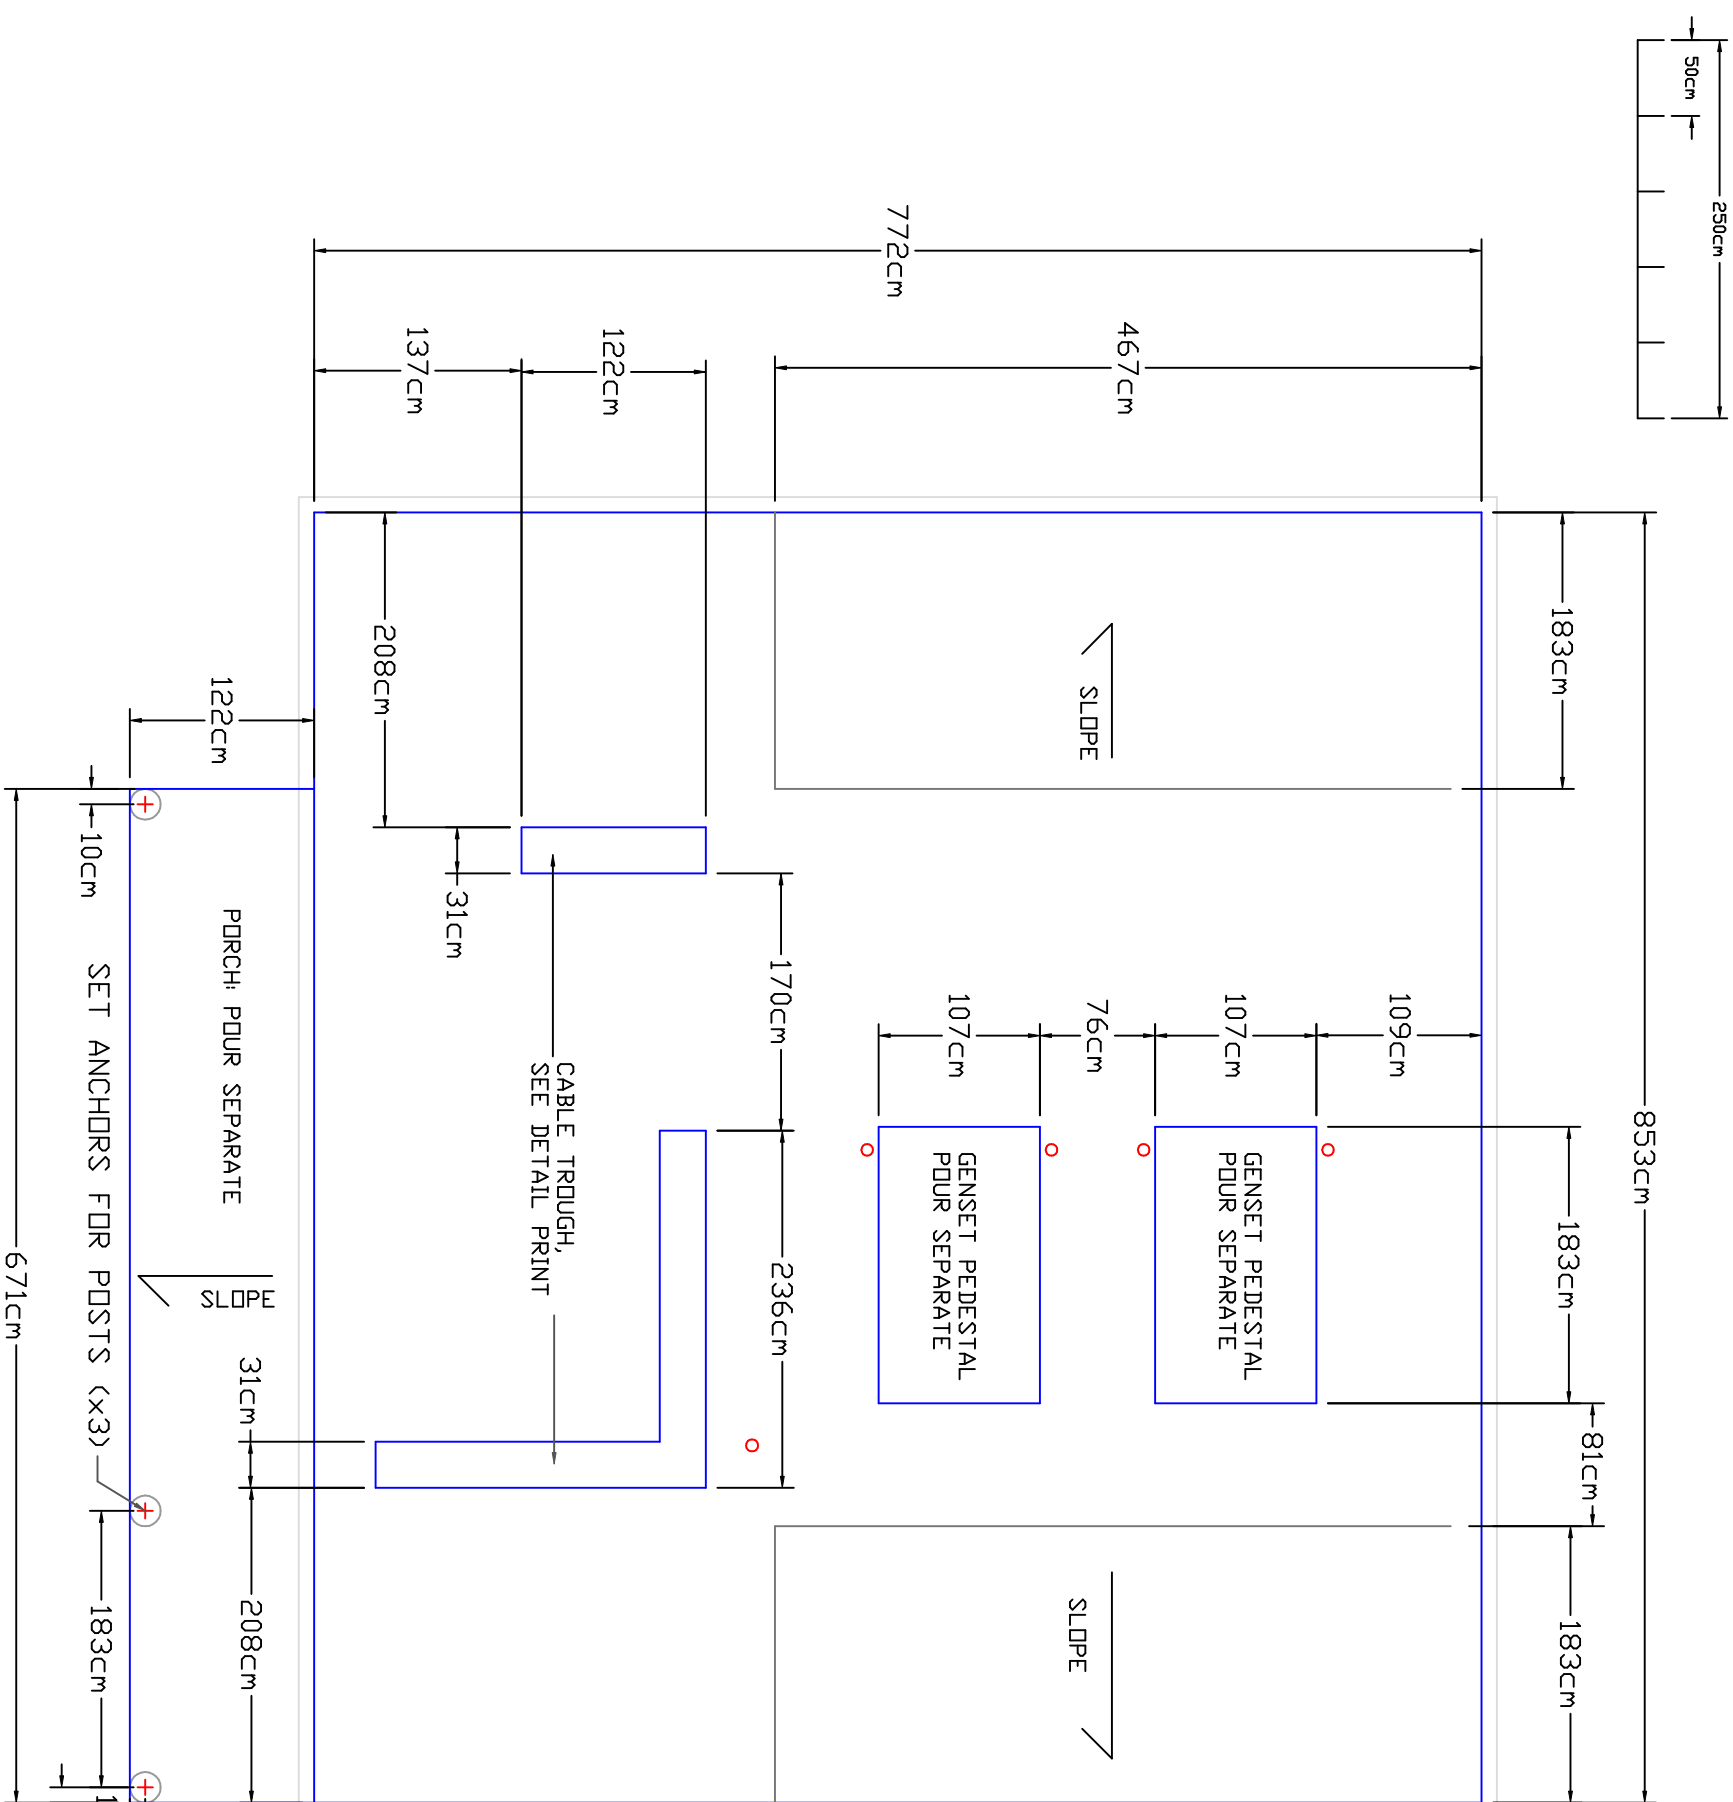 50cm
250cm
853cm
183cm
183cm
81cm
183cm
772cm
467cm
122cm
137cm
SLOPE
SLOPE
109cm
107cm
76cm
107cm
GENSET PEDESTAL
POUR SEPARATE
GENSET PEDESTAL
POUR SEPARATE
170cm
236cm
CABLE TROUGH,
SEE DETAIL PRINT
208cm
31cm
31cm
208cm
122cm
PORCH: POUR SEPARATE
SLOPE
10cm
SET ANCHORS FOR POSTS (x3)
183cm
671cm